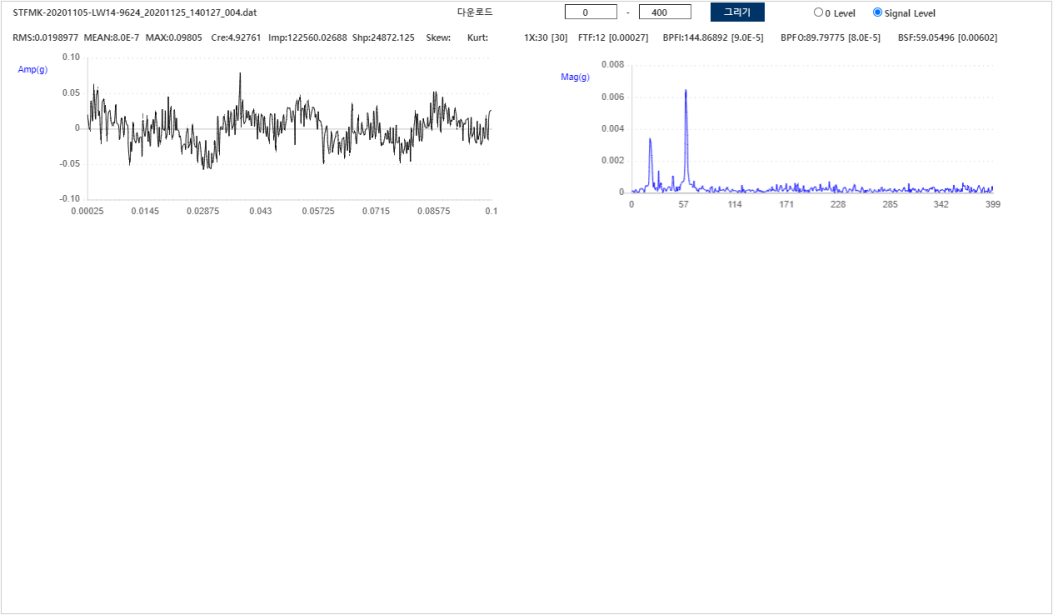 STFMK-20201105-LW14-9624_20201125_140127_004.dat 다운로드 0 - 400 그리기 0 Level Signal Level
RMS:0.0198977 MEAN:8.0E-7 MAX:0.09805 Cre:4.92761 Imp:122560.02688 Shp:24872.125 Skew: Kurt: 1X:30 [30] FTF:12 [0.00027] BPFI:144.86892 [9.0E-5] BPFO:89.79775 [8.0E-5] BSF:59.05496 [0.00602]
Amp(g)
0.10
0.05
0
-0.05
-0.10
0.00025 0.0145 0.02875 0.043 0.05725 0.0715 0.08575 0.1
Mag(g)
0.008
0.006
0.004
0.002
0
0 57 114 171 228 285 342 399